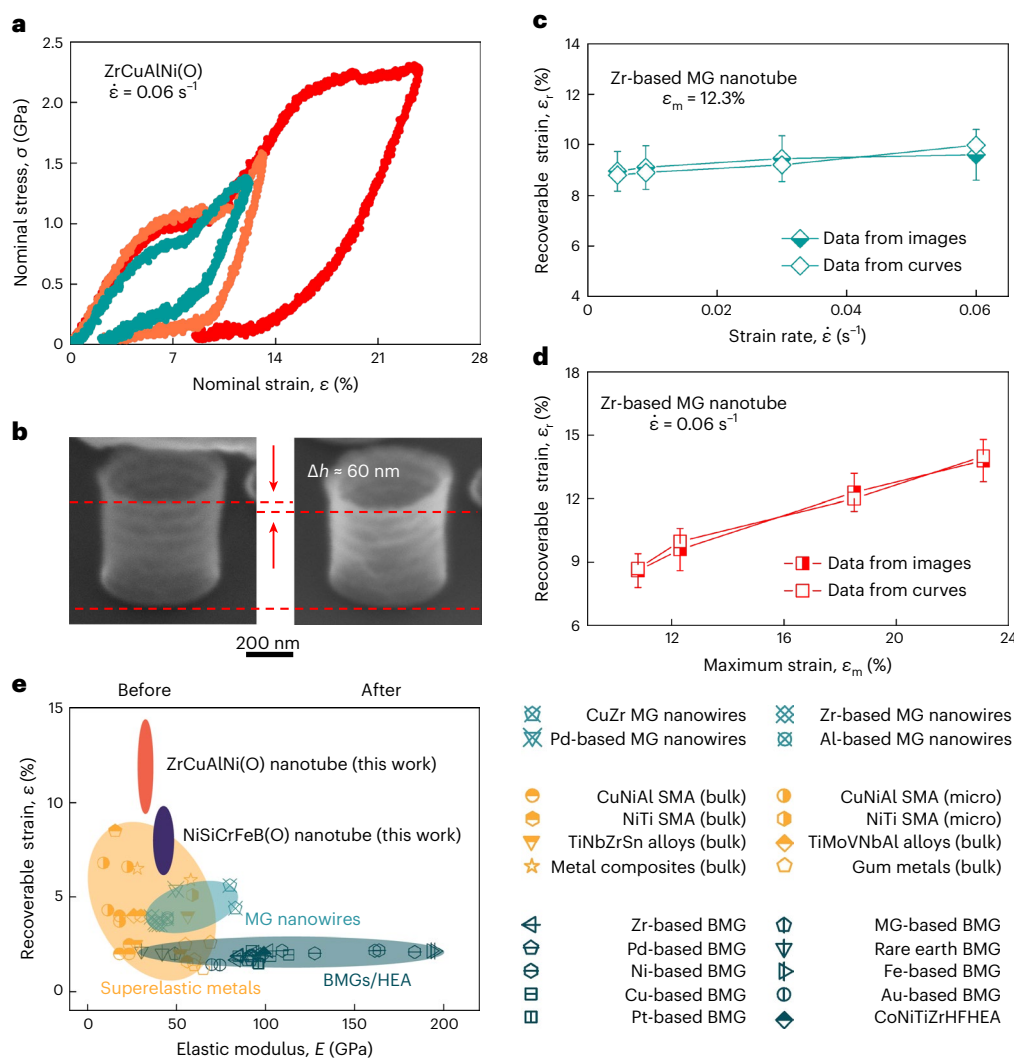 a
ZrCuAlNi(O)
ε̇ = 0.06 s⁻¹
2.5
2.0
1.5
1.0
0.5
0
Nominal stress, σ (GPa)
0
7
14
21
28
Nominal strain, ε (%)
b
Δh ≈ 60 nm
200 nm
Before
After
c
Zr-based MG nanotube
εₘ = 12.3%
14
12
10
8
6
4
Recoverable strain, εᵣ (%)
Data from images
Data from curves
0
0.02
0.04
0.06
Strain rate, ε̇ (s⁻¹)
d
Zr-based MG nanotube
ε̇ = 0.06 s⁻¹
18
15
12
9
6
Recoverable strain, εᵣ (%)
Data from images
Data from curves
12
16
20
24
Maximum strain, εₘ (%)
e
15
10
5
0
Recoverable strain, ε (%)
ZrCuAlNi(O) nanotube (this work)
NiSiCrFeB(O) nanotube (this work)
MG nanowires
Superelastic metals
BMGs/HEA
0
50
100
150
200
Elastic modulus, E (GPa)
CuZr MG nanowires
Zr-based MG nanowires
Pd-based MG nanowires
Al-based MG nanowires
CuNiAl SMA (bulk)
CuNiAl SMA (micro)
NiTi SMA (bulk)
NiTi SMA (micro)
TiNbZrSn alloys (bulk)
TiMoVNbAl alloys (bulk)
Metal composites (bulk)
Gum metals (bulk)
Zr-based BMG
MG-based BMG
Pd-based BMG
Rare earth BMG
Ni-based BMG
Fe-based BMG
Cu-based BMG
Au-based BMG
Pt-based BMG
CoNiTiZrHFHEA